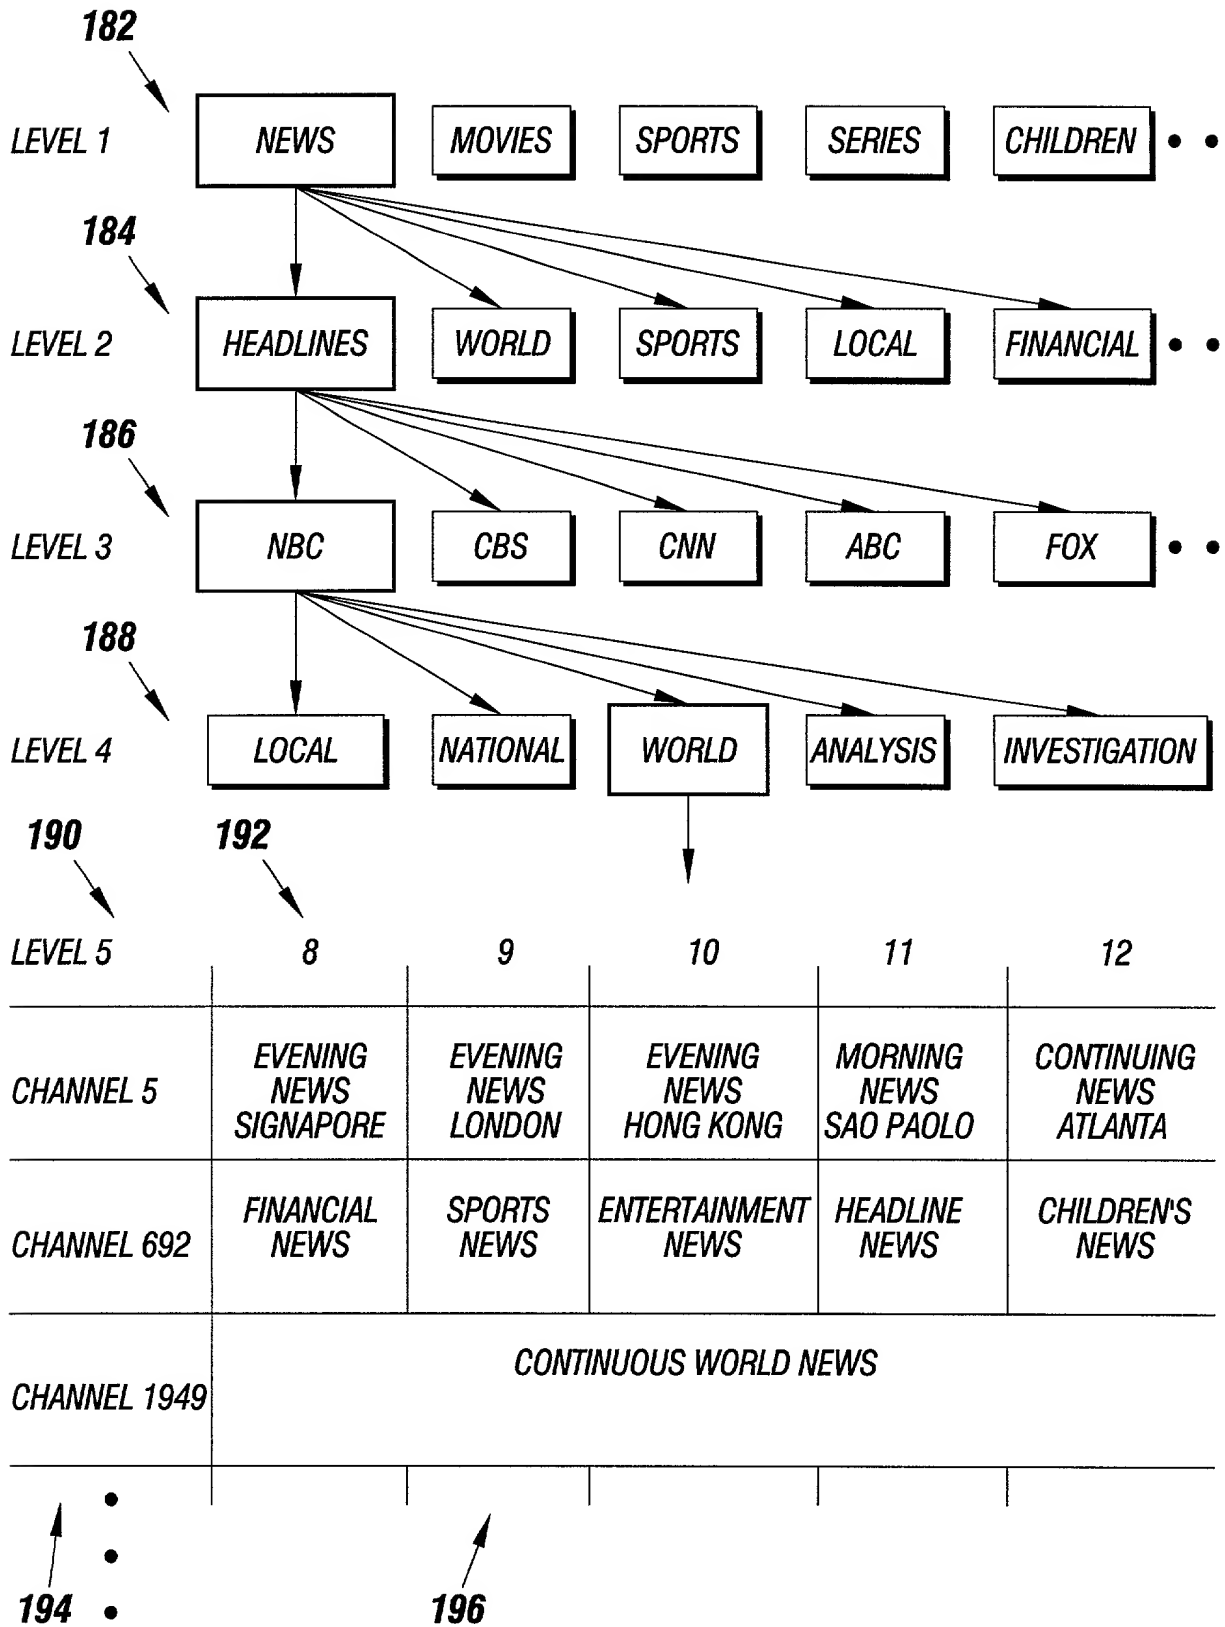 182
LEVEL 1 NEWS MOVIES SPORTS SERIES CHILDREN • •
184
LEVEL 2 HEADLINES WORLD SPORTS LOCAL FINANCIAL • •
186
LEVEL 3 NBC CBS CNN ABC FOX • •
188
LEVEL 4 LOCAL NATIONAL WORLD ANALYSIS INVESTIGATION
190 192
LEVEL 5 8 9 10 11 12
EVENING EVENING EVENING MORNING CONTINUING
CHANNEL 5 NEWS NEWS NEWS NEWS NEWS
SIGNAPORE LONDON HONG KONG SAO PAOLO ATLANTA
FINANCIAL SPORTS ENTERTAINMENT HEADLINE CHILDREN'S
CHANNEL 692 NEWS NEWS NEWS NEWS NEWS
CONTINUOUS WORLD NEWS
CHANNEL 1949
•
•
194 • 196